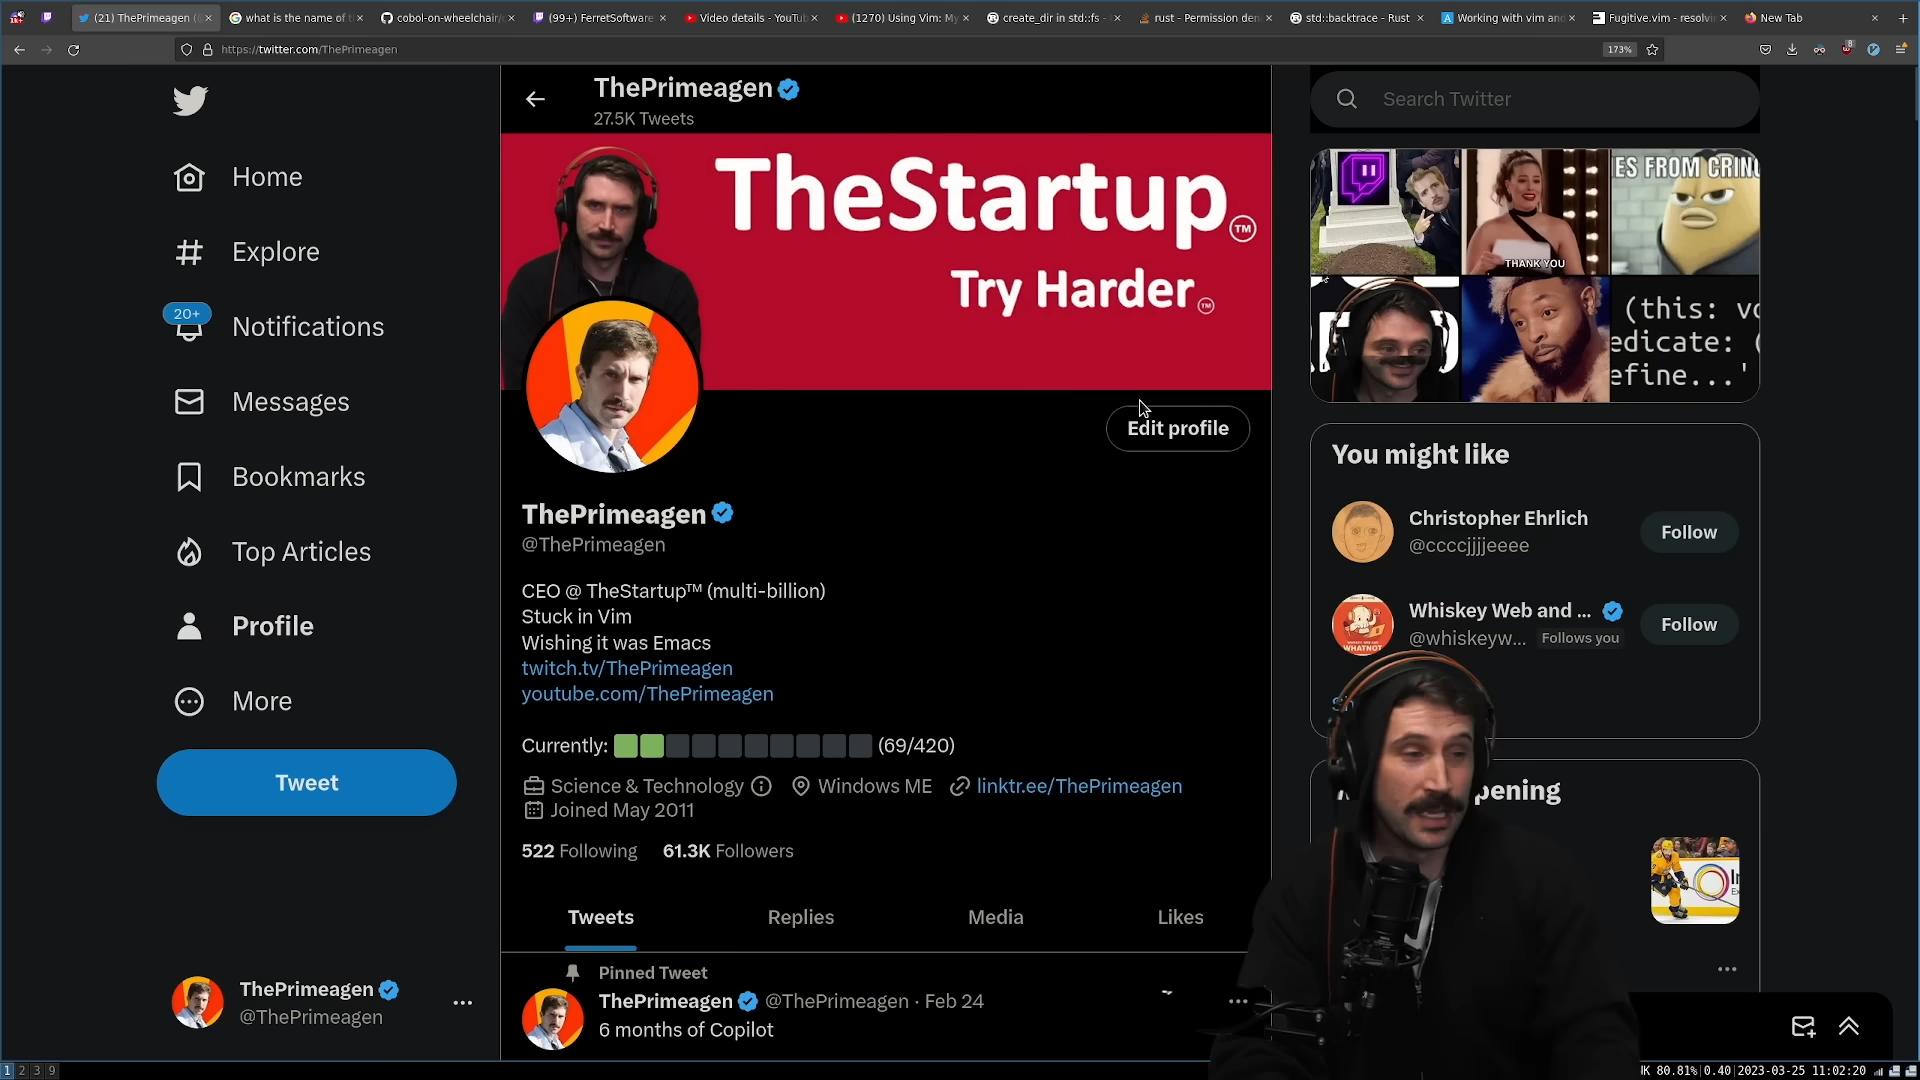 (21) ThePrimeagen (
what is the name of t
cobol-on-wheelchair/
(99+) FerretSoftware
Video details - YouTu
(1270) Using Vim: My
create_dir in std::fs -
rust - Permission den
std::backtrace - Rust
Working with vim and
Fugitive.vim - resolvi
New Tab
https://twitter.com/ThePrimeagen
173%
8
ThePrimeagen
27.5K Tweets
Search Twitter
TheStartup TM
Try Harder TM
THANK YOU
ES FROM CRING
(this: vo
edicate: (
efine...'
Home
Explore
20+
Notifications
Messages
Bookmarks
Top Articles
Profile
More
Tweet
ThePrimeagen
@ThePrimeagen
Edit profile
ThePrimeagen
@ThePrimeagen
CEO @ TheStartup™ (multi-billion)
Stuck in Vim
Wishing it was Emacs
twitch.tv/ThePrimeagen
youtube.com/ThePrimeagen
Currently: (69/420)
Science & Technology Windows ME linktr.ee/ThePrimeagen
Joined May 2011
522 Following 61.3K Followers
Tweets Replies Media Likes
Pinned Tweet
ThePrimeagen @ThePrimeagen · Feb 24
6 months of Copilot
You might like
Christopher Ehrlich
@ccccjjjjeeee
Follow
Whiskey Web and ...
@whiskeyw... Follows you
Follow
WHATNOT
pening
1 2 3 9
80.81%|0.40|2023-03-25 11:02:20